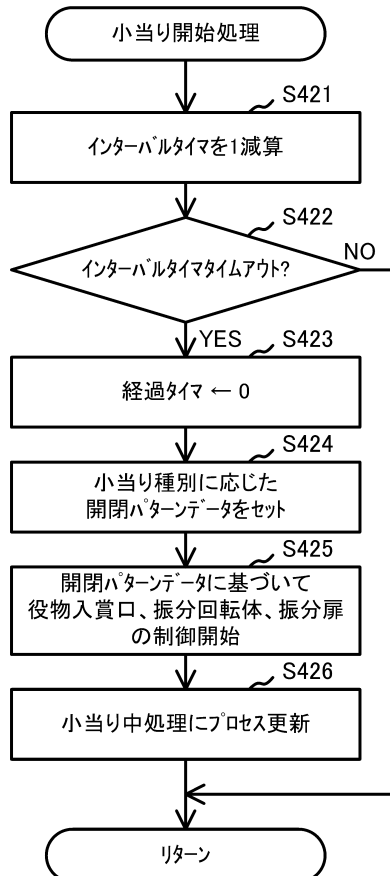 小当り開始処理
S421
インターバルタイマを1減算
S422
インターバルタイマタイムアウト?
NO
YES
S423
経過タイマ ← 0
S424
小当り種別に応じた
開閉パターンデータをセット
S425
開閉パターンデータに基づいて
役物入賞口、振分回転体、振分扉
の制御開始
S426
小当り中処理にプロセス更新
リターン